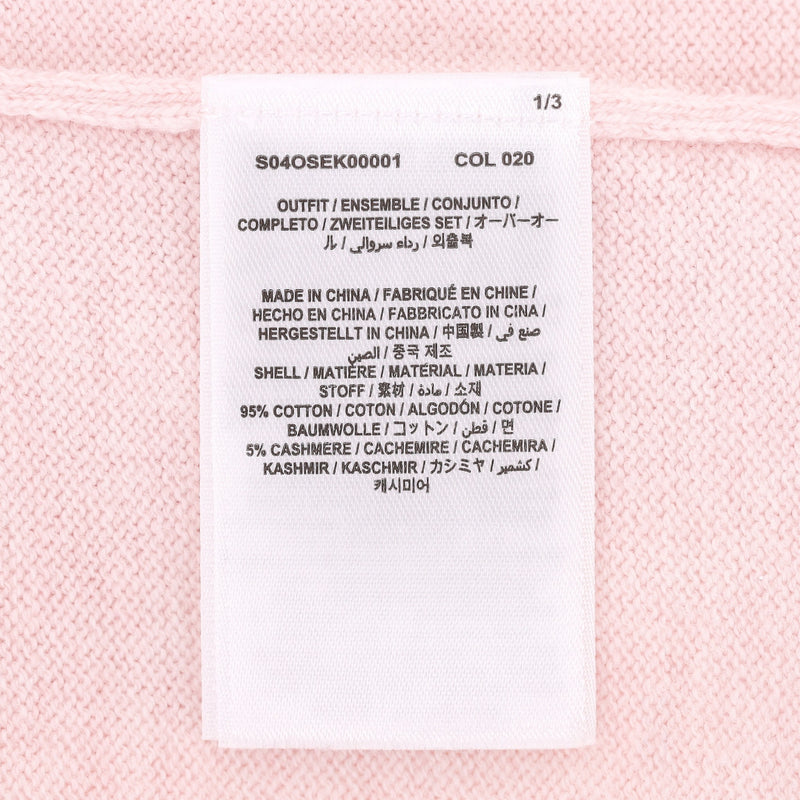 1/3
S04OSEK00001 COL 020
OUTFIT / ENSEMBLE / CONJUNTO /
COMPLETO / ZWEITEILIGES SET / オーバーオー
ル / رداء سروالي / 외출복
MADE IN CHINA / FABRIQUÉ EN CHINE /
HECHO EN CHINA / FABBRICATO IN CINA /
HERGESTELLT IN CHINA / 中国製 / صنع في
الصين / 중국 제조
SHELL / MATIÈRE / MATERIAL / MATERIA /
STOFF / 素材 / مادة / 소재
95% COTTON / COTON / ALGODÓN / COTONE /
BAUMWOLLE / コットン / قطن / 면
5% CASHMERE / CACHEMIRE / CACHEMIRA /
KASHMIR / KASCHMIR / カシミヤ / كشمير /
캐시미어